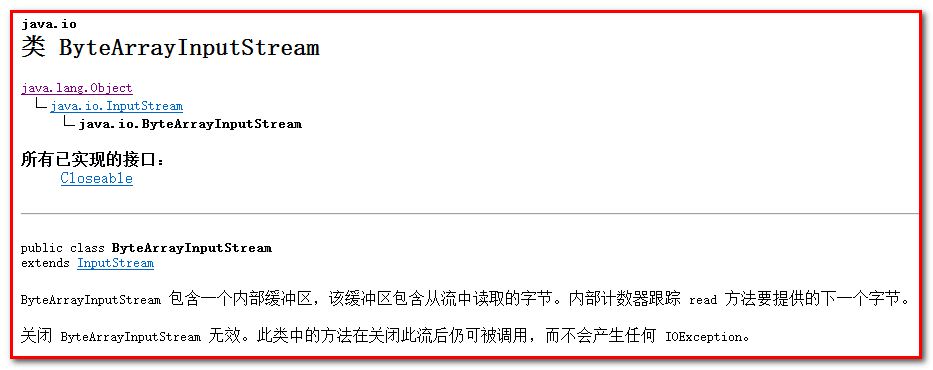 java.io
类 ByteArrayInputStream
java.lang.Object
java.io.InputStream
java.io.ByteArrayInputStream
所有已实现的接口：
Closeable
public class ByteArrayInputStream
extends InputStream
ByteArrayInputStream 包含一个内部缓冲区，该缓冲区包含从流中读取的字节。内部计数器跟踪 read 方法要提供的下一个字节。
关闭 ByteArrayInputStream 无效。此类中的方法在关闭此流后仍可被调用，而不会产生任何 IOException。